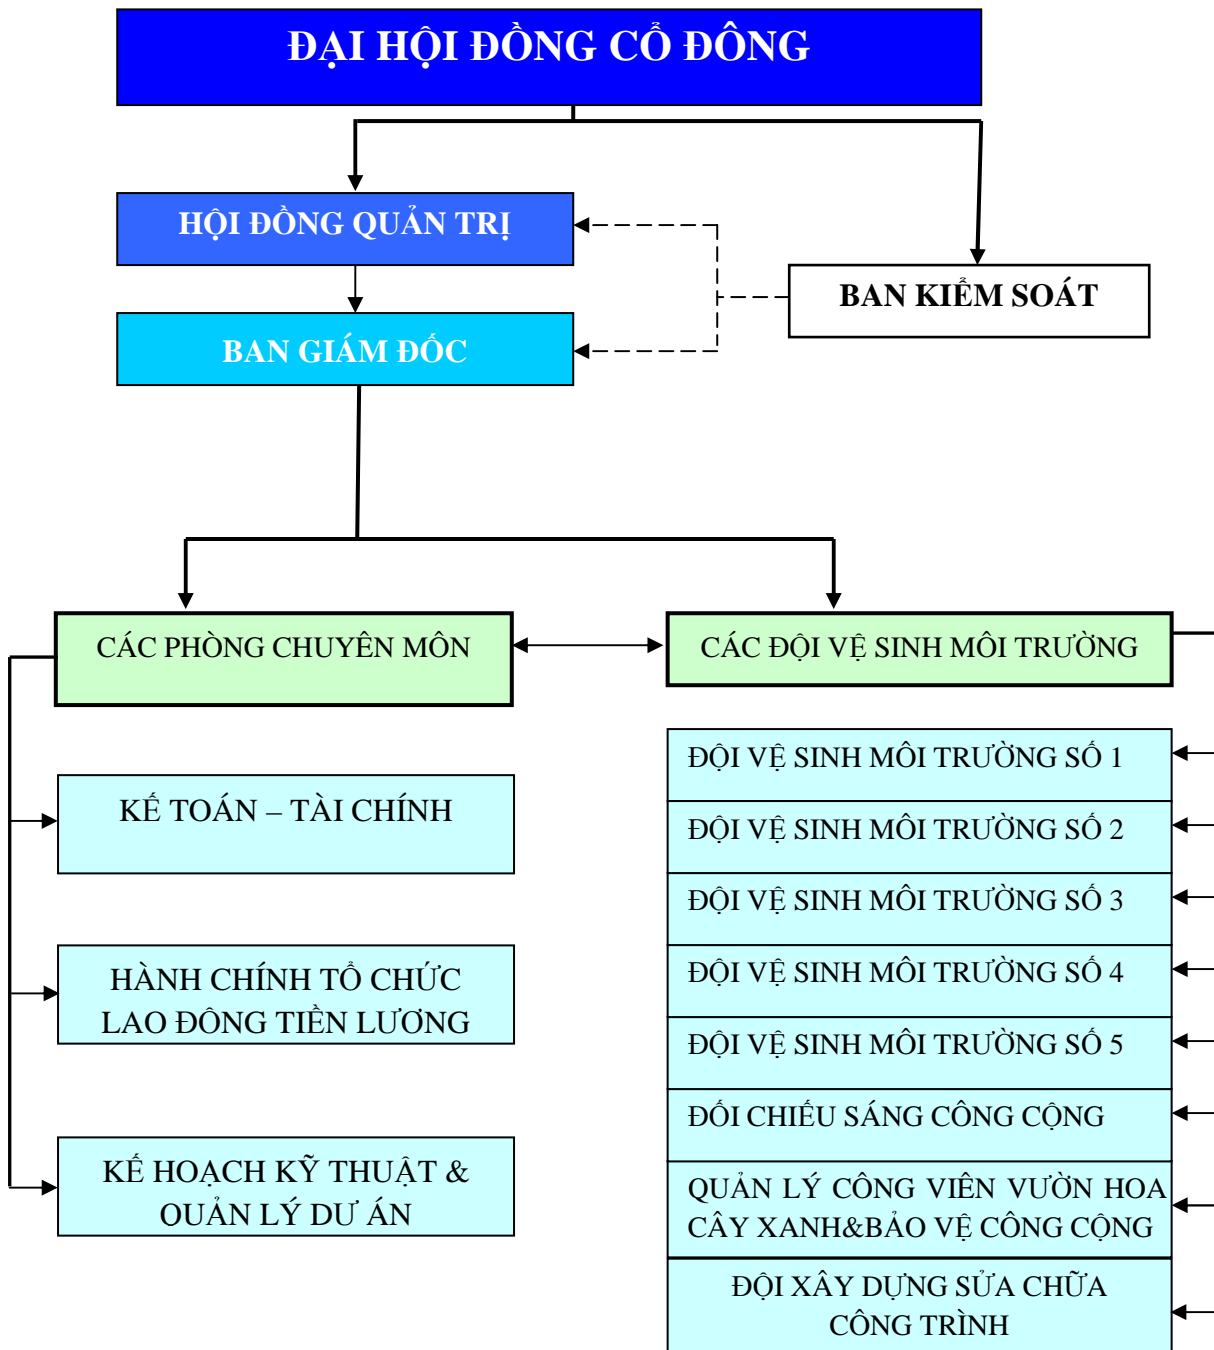 ĐẠI HỘI ĐỒNG CỔ ĐÔNG
HỘI ĐỒNG QUẢN TRỊ
BAN KIỂM SOÁT
BAN GIÁM ĐỐC
CÁC PHÒNG CHUYÊN MÔN
KẾ TOÁN – TÀI CHÍNH
HÀNH CHÍNH TỔ CHỨC
LAO ĐÔNG TIỀN LƯƠNG
KẾ HOẠCH KỸ THUẬT &
QUẢN LÝ DƯ ÁN
CÁC ĐỘI VỆ SINH MÔI TRƯỜNG
ĐỘI VỆ SINH MÔI TRƯỜNG SỐ 1
ĐỘI VỆ SINH MÔI TRƯỜNG SỐ 2
ĐỘI VỆ SINH MÔI TRƯỜNG SỐ 3
ĐỘI VỆ SINH MÔI TRƯỜNG SỐ 4
ĐỘI VỆ SINH MÔI TRƯỜNG SỐ 5
ĐỐI CHIẾU SÁNG CÔNG CỘNG
QUẢN LÝ CÔNG VIÊN VƯỜN HOA
CÂY XANH&BẢO VỆ CÔNG CỘNG
ĐỘI XÂY DỰNG SỬA CHỮA
CÔNG TRÌNH